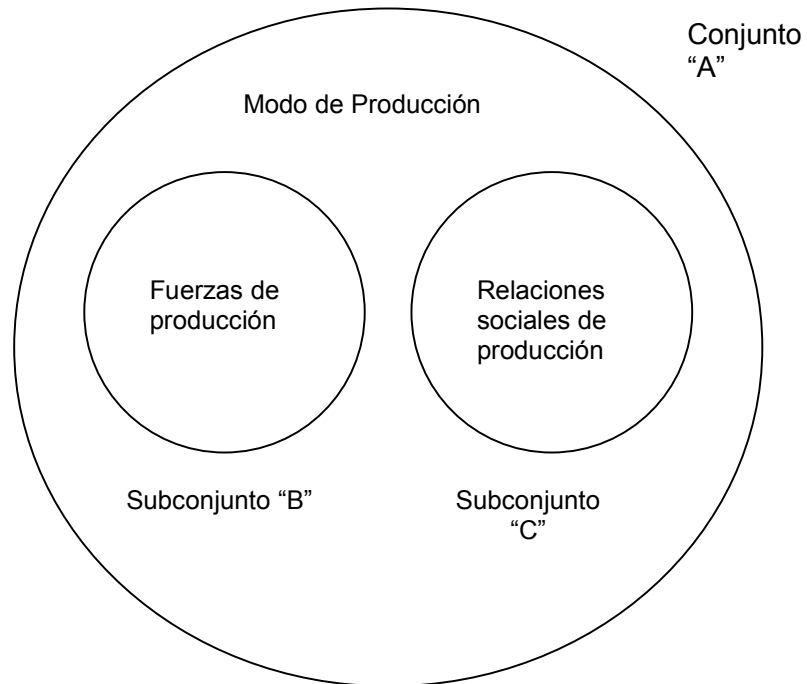 Conjunto
“A”
Modo de Producción
Fuerzas de
producción
Relaciones
sociales de
producción
Subconjunto “B”
Subconjunto
“C”